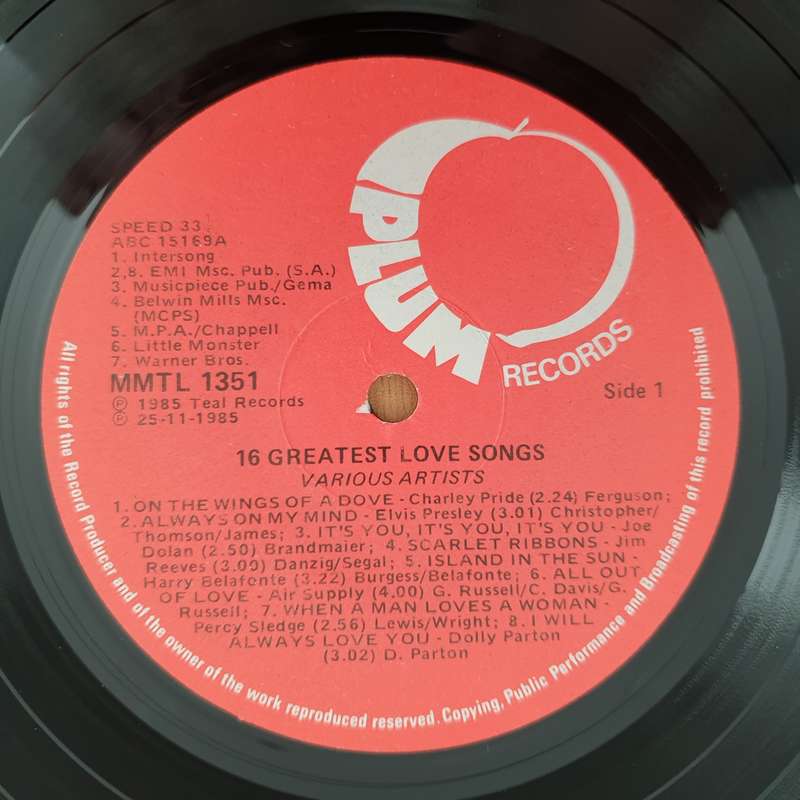 PLUM
RECORDS
SPEED 33
ABC 15169A
1. Intersong
2,8. EMI Msc. Pub. (S.A.)
3. Musicpiece Pub./Gema
4. Belwin Mills Msc.
(MCPS)
5. M.P.A./Chappell
6. Little Monster
7. Warner Bros.
MMTL 1351
℗ 1985 Teal Records
℗ 25-11-1985
Side 1
16 GREATEST LOVE SONGS
VARIOUS ARTISTS
1. ON THE WINGS OF A DOVE - Charley Pride (2.24) Ferguson;
2. ALWAYS ON MY MIND - Elvis Presley (3.01) Christopher/
Thomson/James; 3. IT'S YOU, IT'S YOU, IT'S YOU - Joe
Dolan (2.50) Brandmaier; 4. SCARLET RIBBONS - Jim
Reeves (3.09) Danzig/Segal; 5. ISLAND IN THE SUN -
Harry Belafonte (3.22) Burgess/Belafonte; 6. ALL OUT
OF LOVE - Air Supply (4.00) G. Russell/C. Davis/G.
Russell; 7. WHEN A MAN LOVES A WOMAN -
Percy Sledge (2.56) Lewis/Wright; 8. I WILL
ALWAYS LOVE YOU - Dolly Parton
(3.02) D. Parton
All rights of the Record Producer and of the owner of the work reproduced reserved. Copying, Public Performance and Broadcasting of this record prohibited